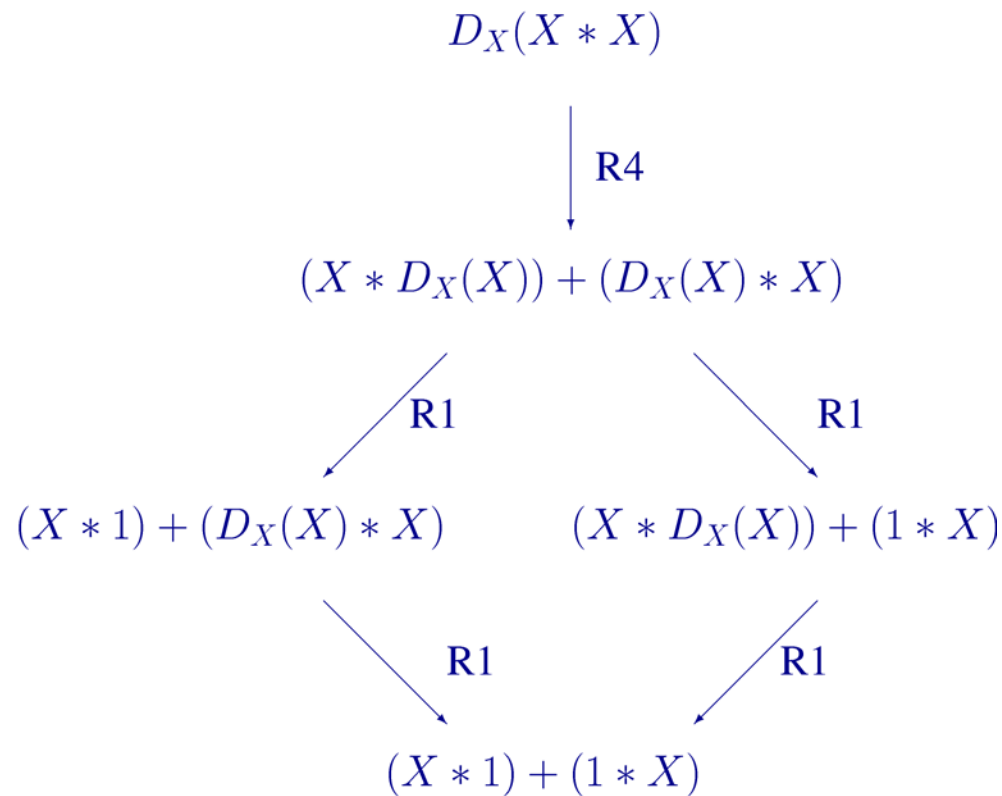 D_X(X ∗ X)
R4
(X ∗ D_X(X)) + (D_X(X) ∗ X)
R1 R1
(X ∗ 1) + (D_X(X) ∗ X) (X ∗ D_X(X)) + (1 ∗ X)
R1 R1
(X ∗ 1) + (1 ∗ X)